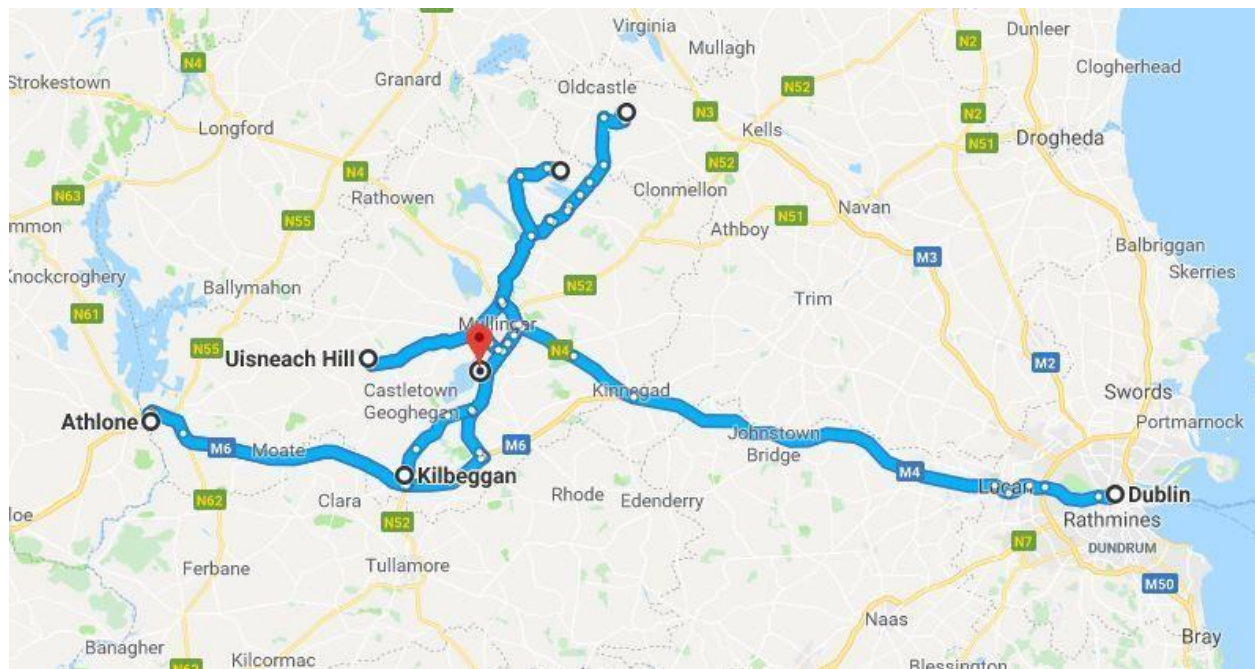 Virginia
Mullagh
N2
Dunleer
Strokestown
N4
Granard
Oldcastle
N52
Clogherhead
Longford
N3
Kells
N2
Drogheda
N4
N52
N51
N63
Rathowen
Clonmellon
Navan
mmon
N55
N51
Athboy
Balbriggan
Knockcroghery
Ballymahon
N52
M3
Skerries
N61
Trim
Mullingar
N55
Uisneach Hill
N4
M2
Castletown
Geoghegan
Kinnegad
Swords
Athlone
Portmarnock
M6
Moate
M6
Johnstown
Bridge
M4
Kilbeggan
Lucan
Dublin
Clara
Rhode
Edenderry
N62
Rathmines
loe
N52
N7
DUNDRUM
Ferbane
Tullamore
M50
Naas
Banagher
Bray
N62
Kilcormac
Blessington